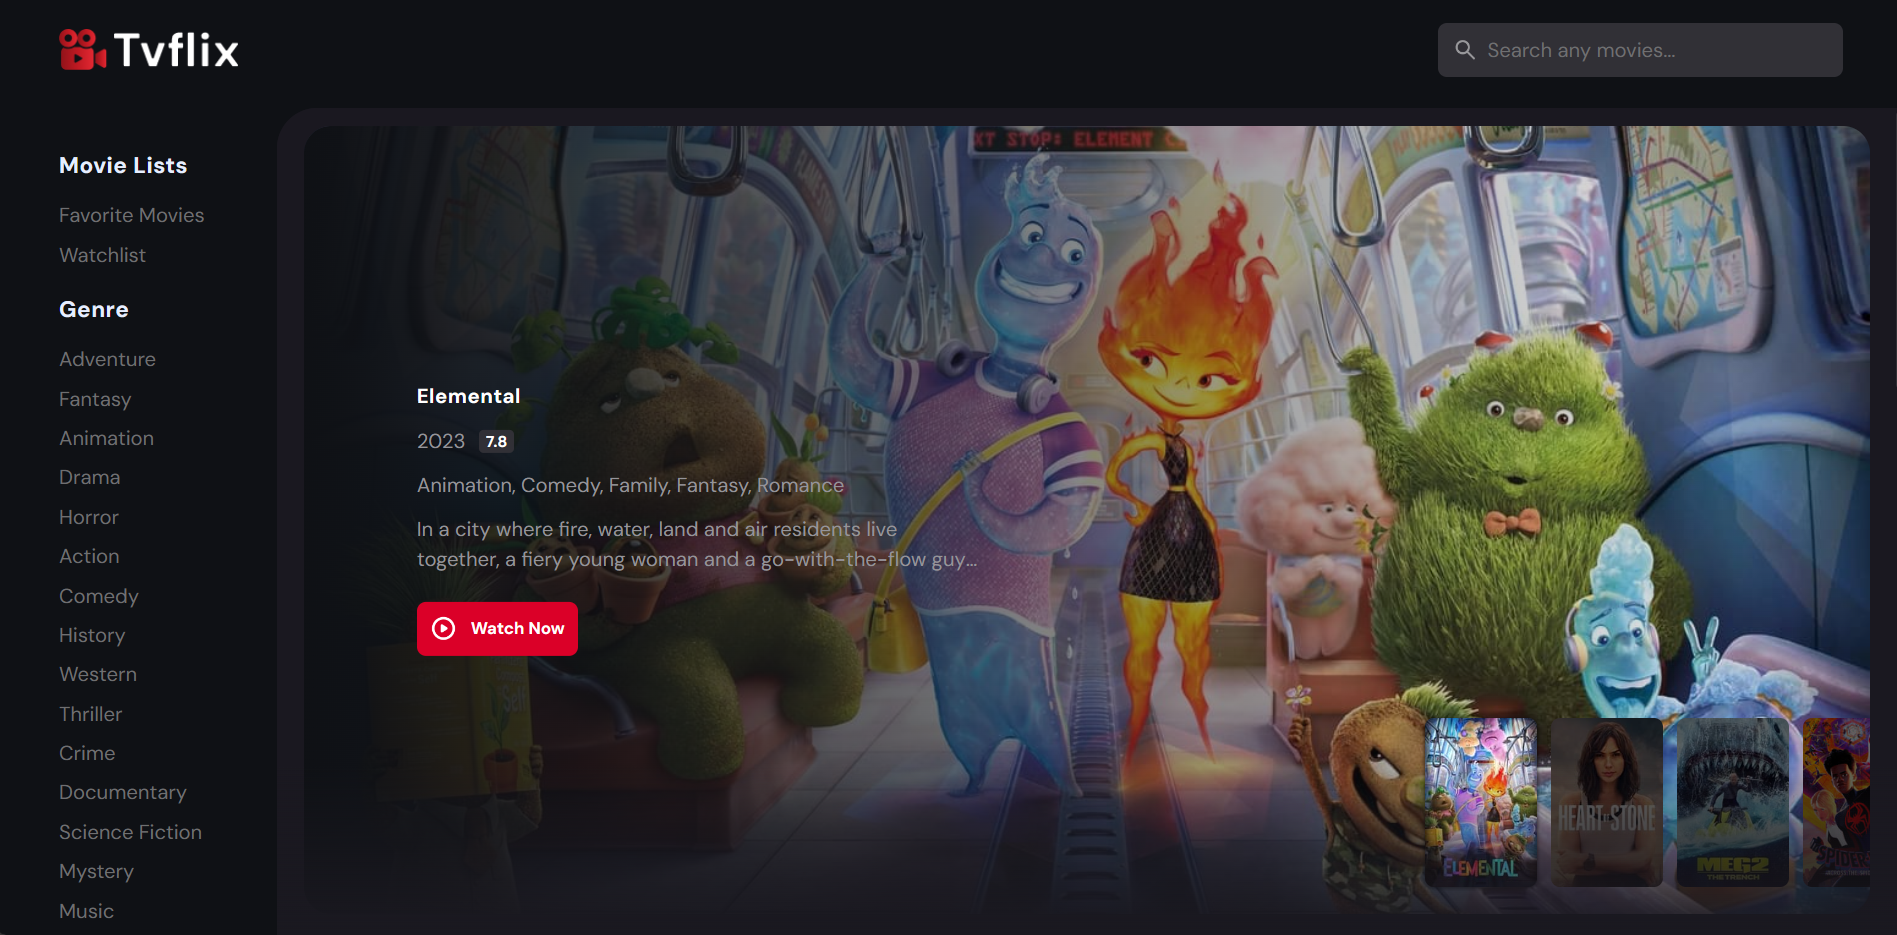 Tvflix
Search any movies...
Movie Lists
Favorite Movies
Watchlist
Genre
Adventure
Fantasy
Animation
Drama
Horror
Action
Comedy
History
Western
Thriller
Crime
Documentary
Science Fiction
Mystery
Music
XT STOP: ELEMENT C
Elemental
2023 7.8
Animation, Comedy, Family, Fantasy, Romance
In a city where fire, water, land and air residents live
together, a fiery young woman and a go-with-the-flow guy...
Watch Now
ELEMENTAL
HEART OF STONE
MEG2
THE TRENCH
SPIDER